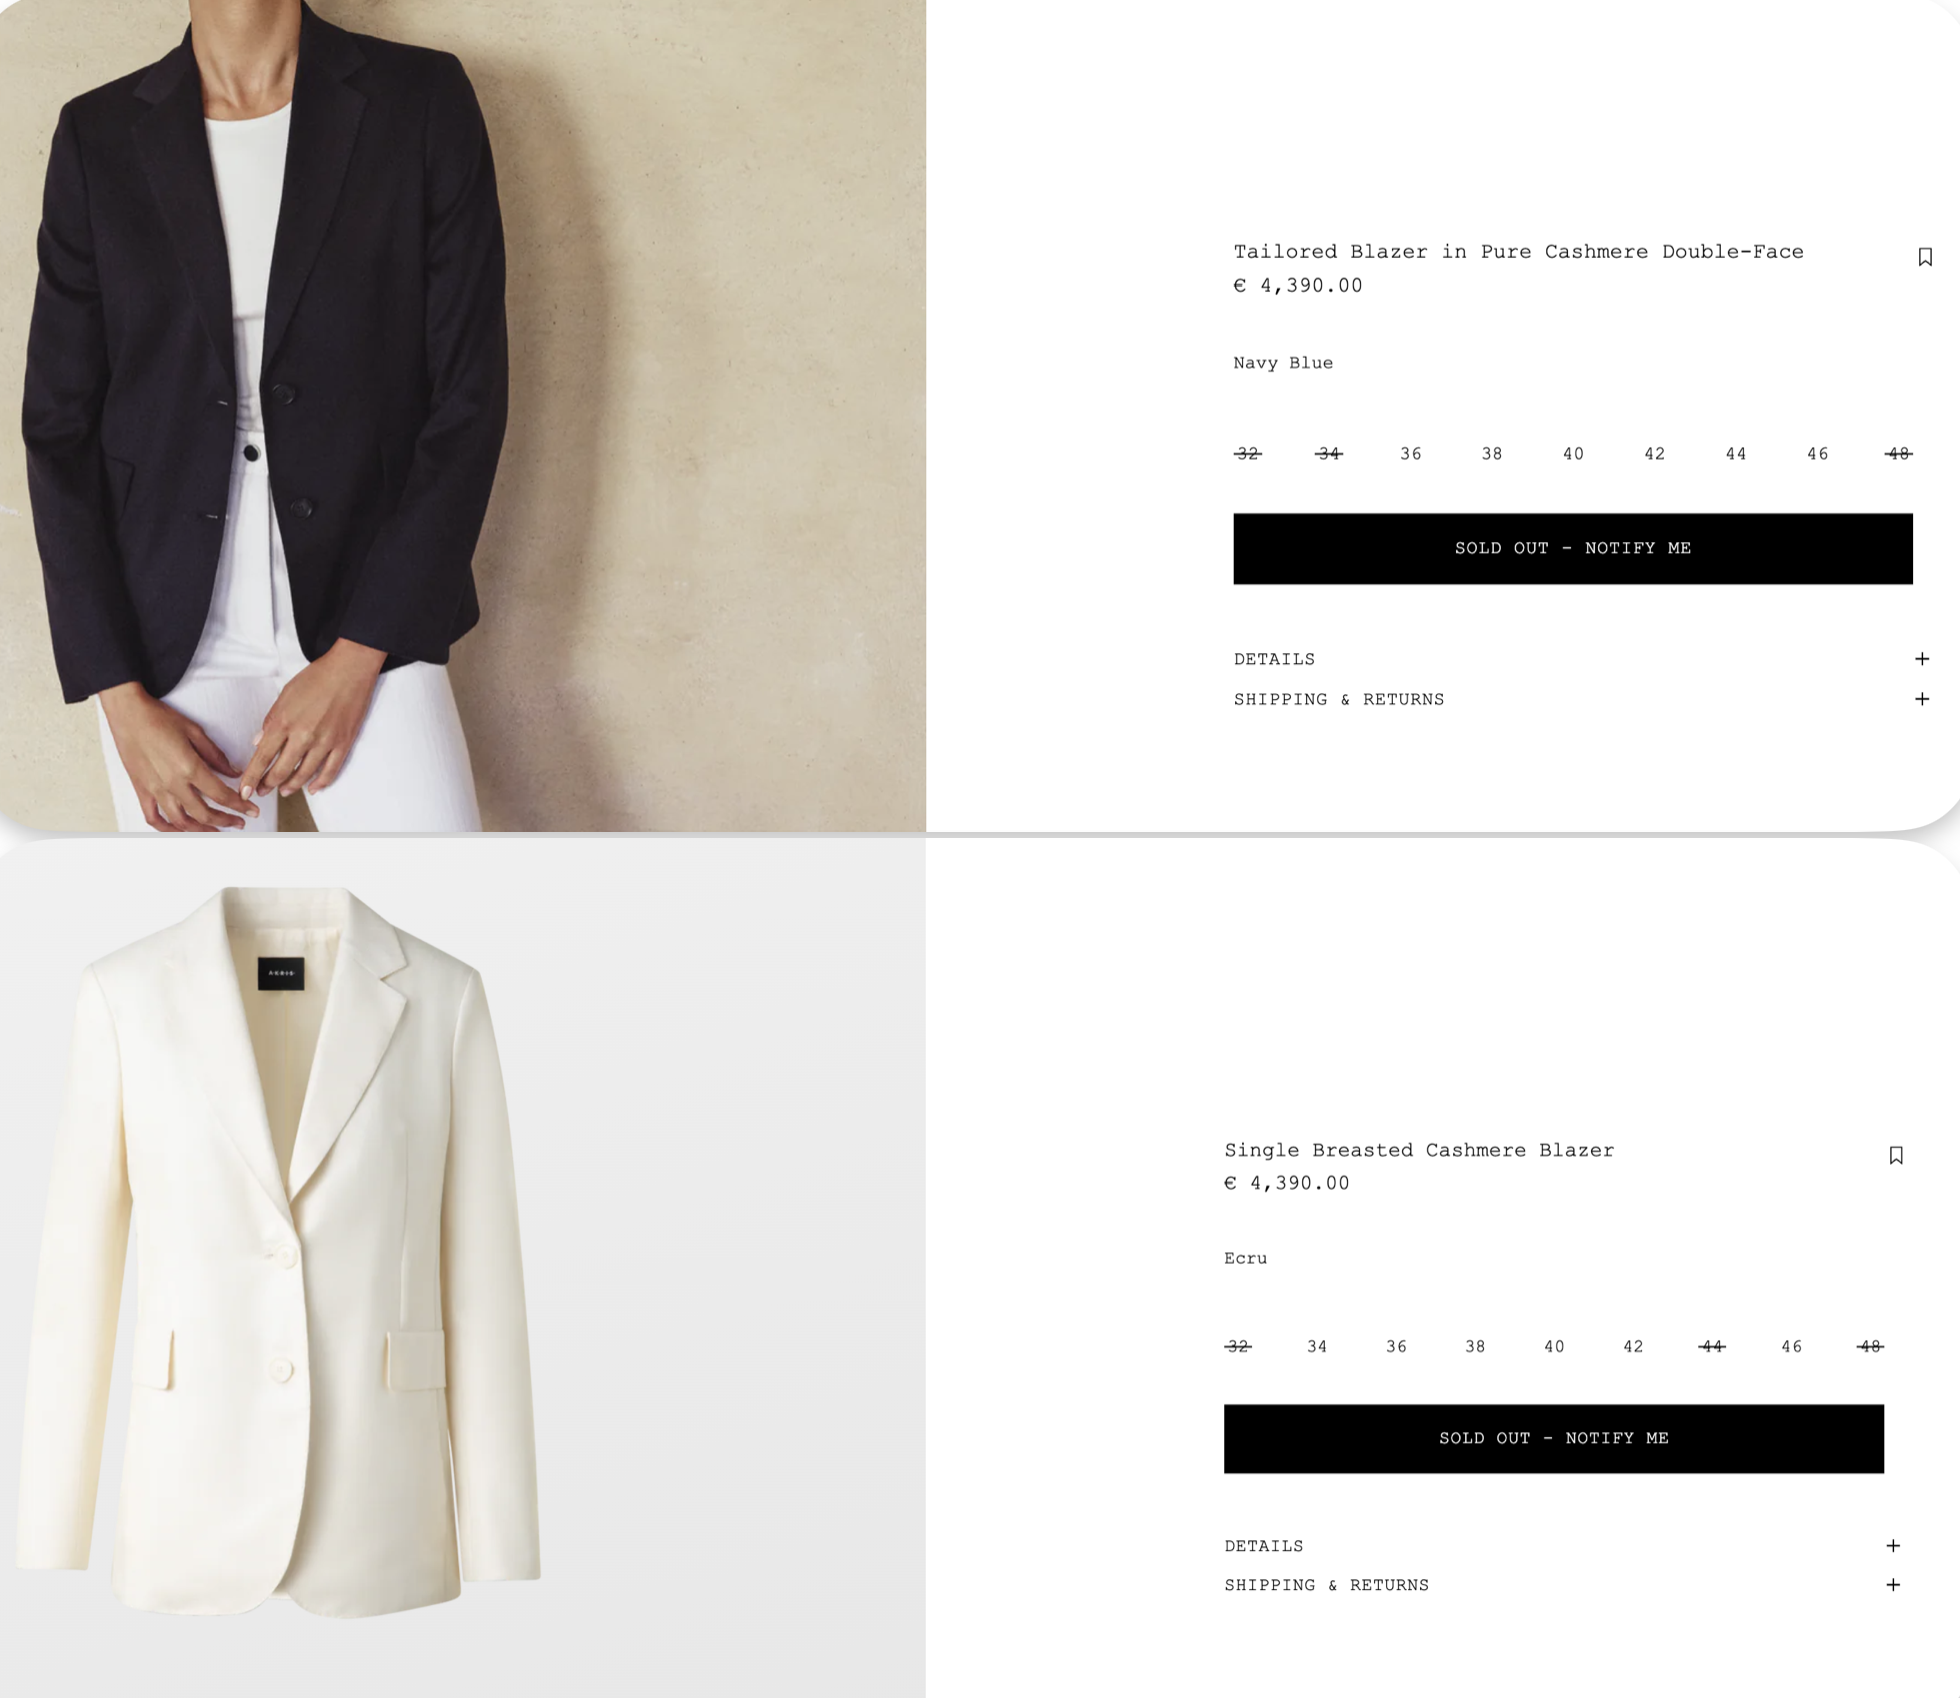 Tailored Blazer in Pure Cashmere Double-Face
€ 4,390.00
Navy Blue
32 34 36 38 40 42 44 46 48
SOLD OUT - NOTIFY ME
DETAILS +
SHIPPING & RETURNS +
AKRIS
Single Breasted Cashmere Blazer
€ 4,390.00
Ecru
32 34 36 38 40 42 44 46 48
SOLD OUT - NOTIFY ME
DETAILS +
SHIPPING & RETURNS +